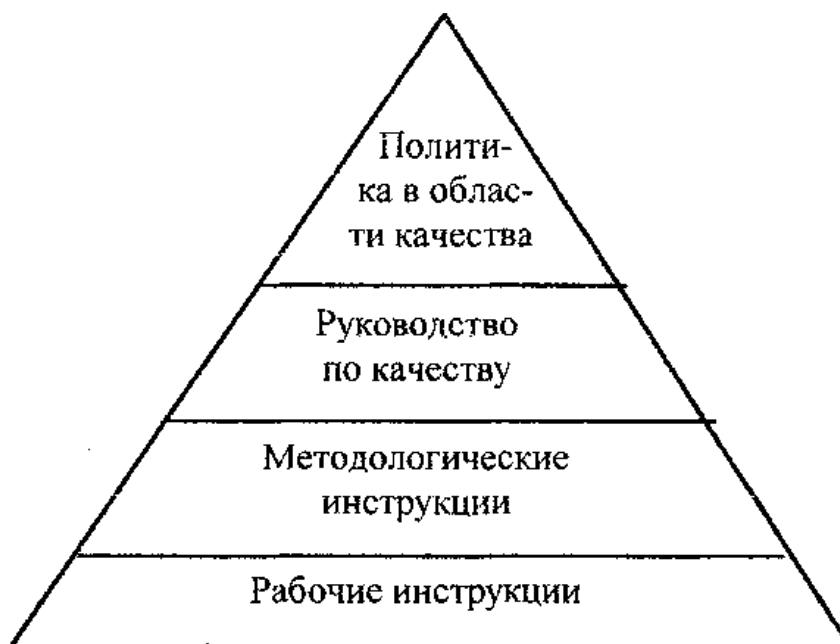 Полити-
ка в облас-
ти качества
Руководство
по качеству
Методологические
инструкции
Рабочие инструкции